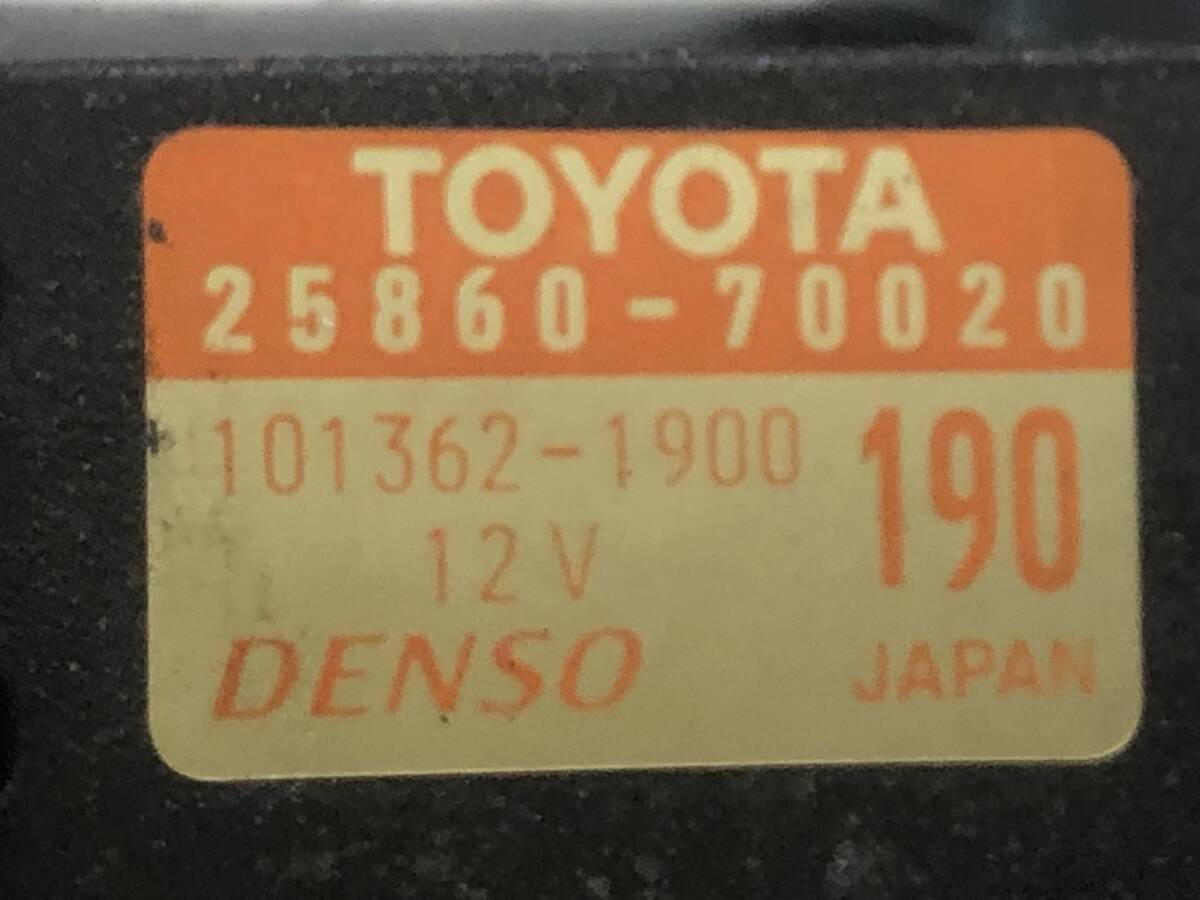 TOYOTA
25860-70020
101362-1900 190
12V
DENSO JAPAN